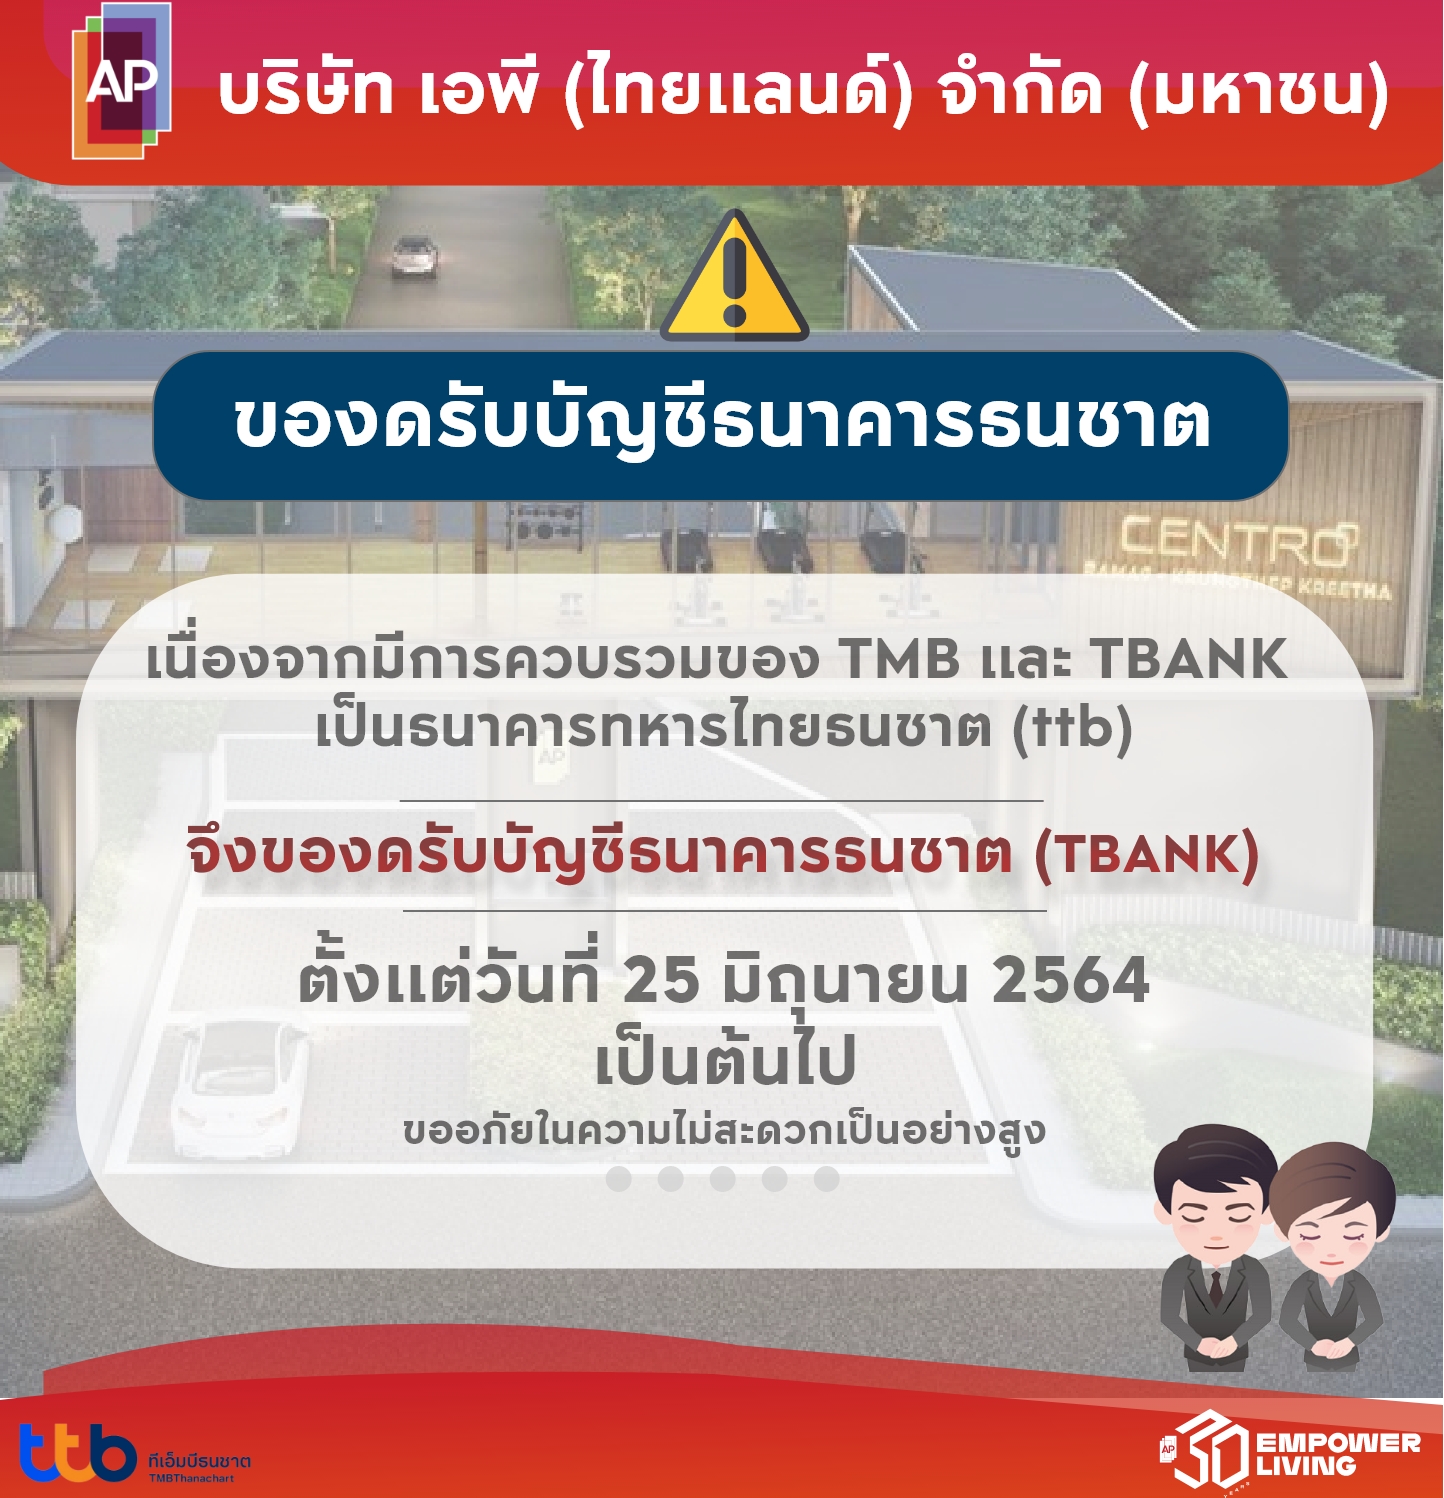 AP
บริษัท เอพี (ไทยแลนด์) จำกัด (มหาชน)
ของดรับบัญชีธนาคารธนชาต
CENTRO
RAMA9 - KRUNGTHEP KREETHA
เนื่องจากมีการควบรวมของ TMB และ TBANK
เป็นธนาคารทหารไทยธนชาต (ttb)
AP
จึงของดรับบัญชีธนาคารธนชาต (TBANK)
ตั้งแต่วันที่ 25 มิถุนายน 2564
เป็นต้นไป
ขออภัยในความไม่สะดวกเป็นอย่างสูง
ttb
ทีเอ็มบีธนชาต
TMBThanachart
AP
30
YEARS
EMPOWER
LIVING